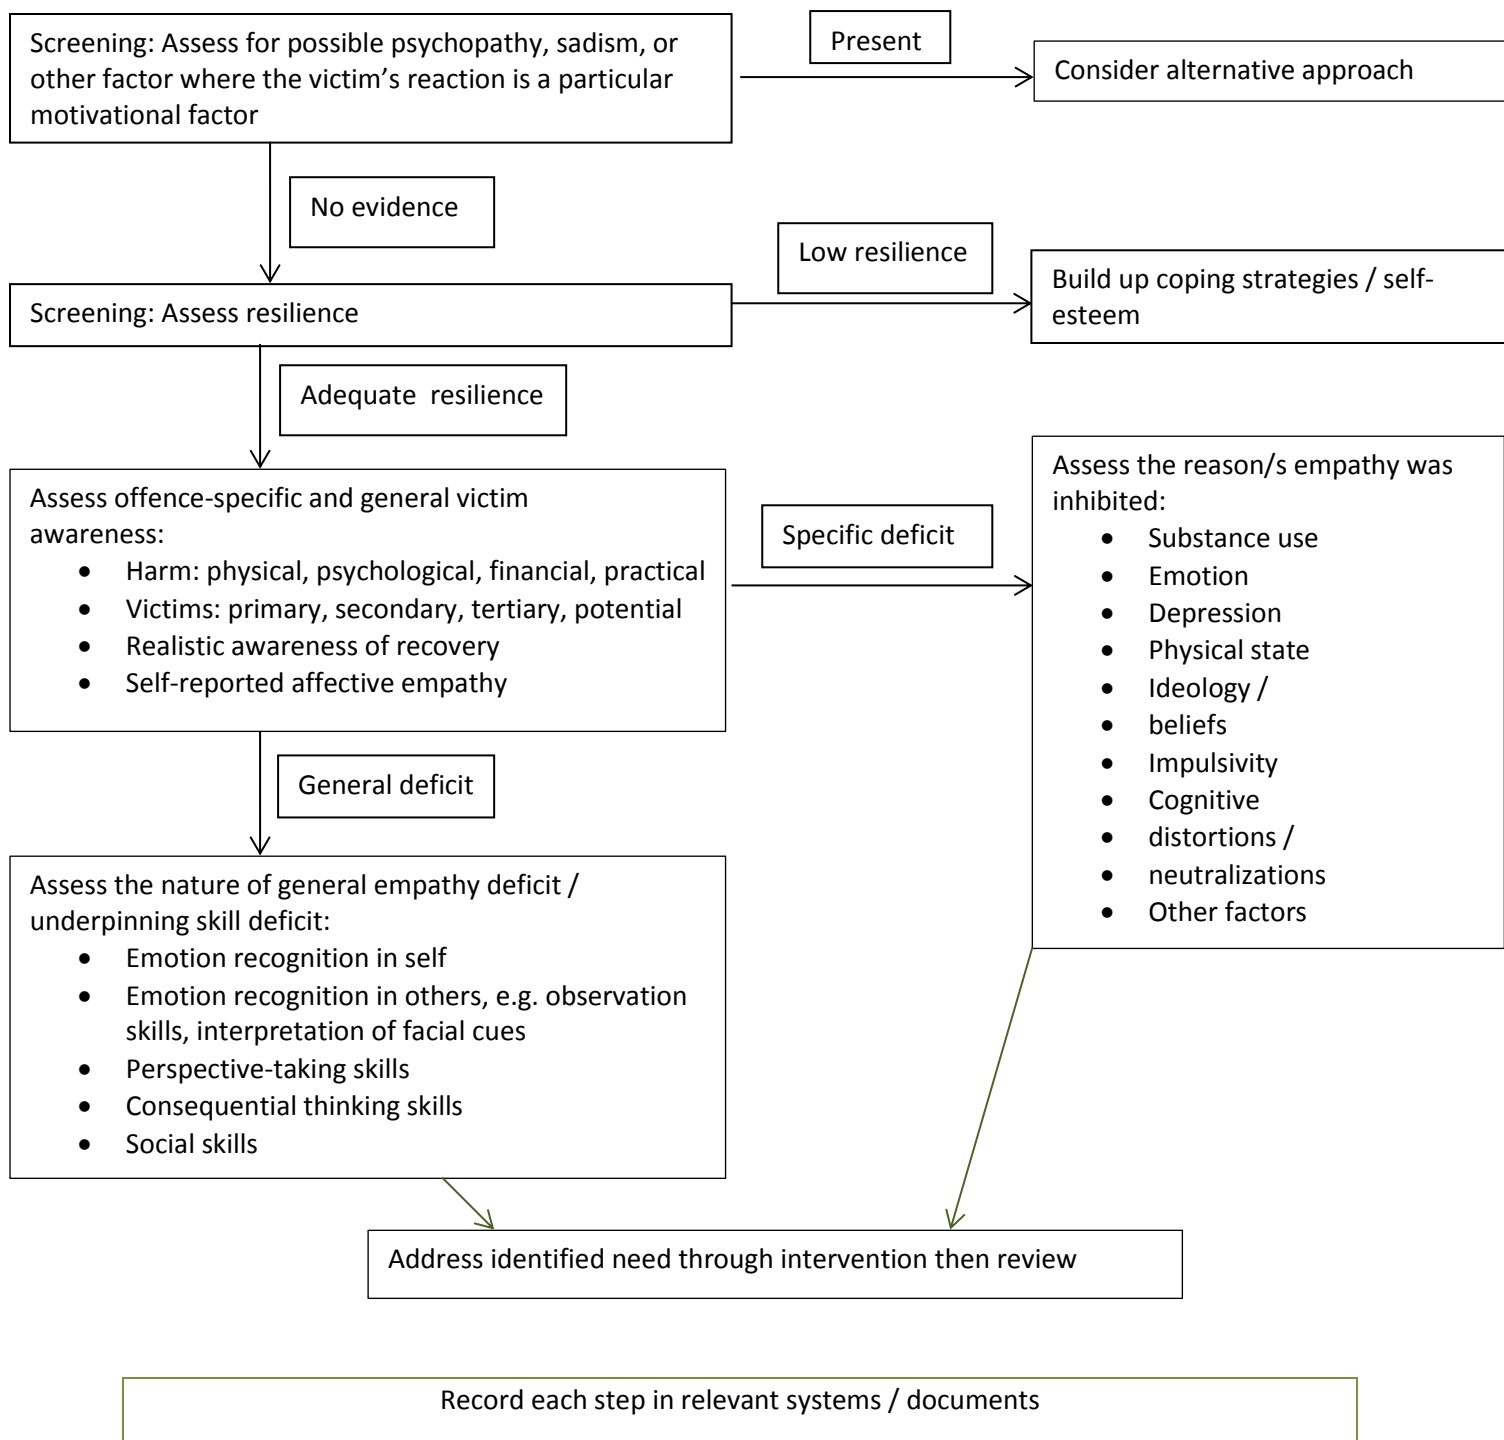 Screening: Assess for possible psychopathy, sadism, or
other factor where the victim’s reaction is a particular
motivational factor
Present
Consider alternative approach
No evidence
Low resilience
Screening: Assess resilience
Build up coping strategies / self-
esteem
Adequate  resilience
Assess offence-specific and general victim
awareness:
• Harm: physical, psychological, financial, practical
• Victims: primary, secondary, tertiary, potential
• Realistic awareness of recovery
• Self-reported affective empathy
Specific deficit
Assess the reason/s empathy was
inhibited:
• Substance use
• Emotion
• Depression
• Physical state
• Ideology /
• beliefs
• Impulsivity
• Cognitive
• distortions /
• neutralizations
• Other factors
General deficit
Assess the nature of general empathy deficit /
underpinning skill deficit:
• Emotion recognition in self
• Emotion recognition in others, e.g. observation
skills, interpretation of facial cues
• Perspective-taking skills
• Consequential thinking skills
• Social skills
Address identified need through intervention then review
Record each step in relevant systems / documents